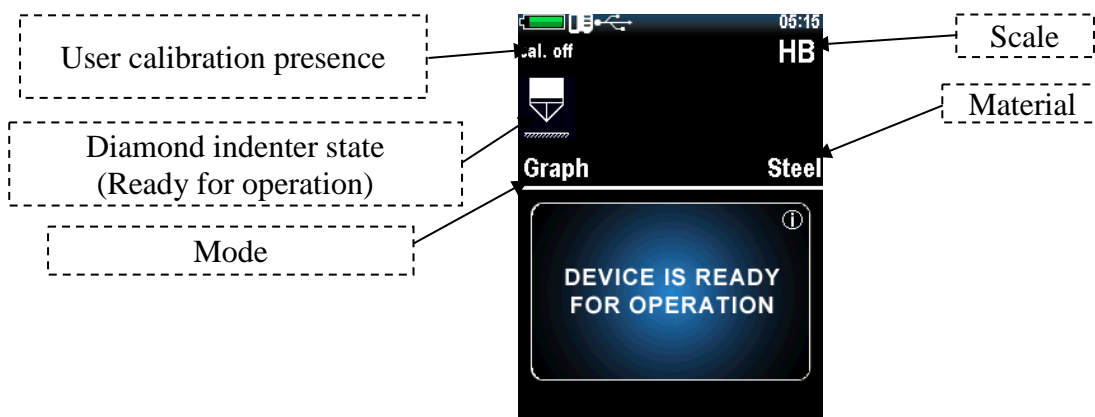 User calibration presence
Diamond indenter state
(Ready for operation)
Mode
05:15
cal. off
HB
Graph
Steel
DEVICE IS READY
FOR OPERATION
Scale
Material